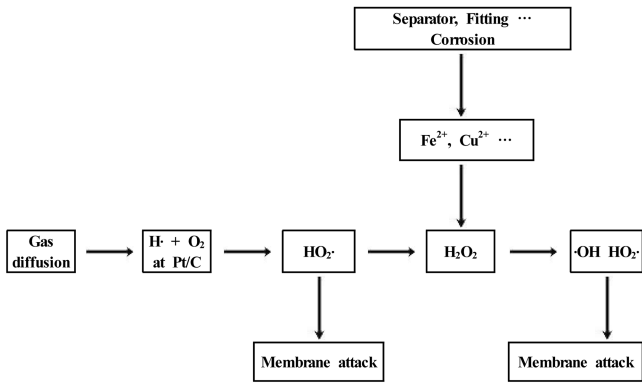 Separator, Fitting ···
Corrosion
Fe²⁺, Cu²⁺ ···
Gas
diffusion
H· + O₂
at Pt/C
HO₂·
H₂O₂
·OH HO₂·
Membrane attack
Membrane attack